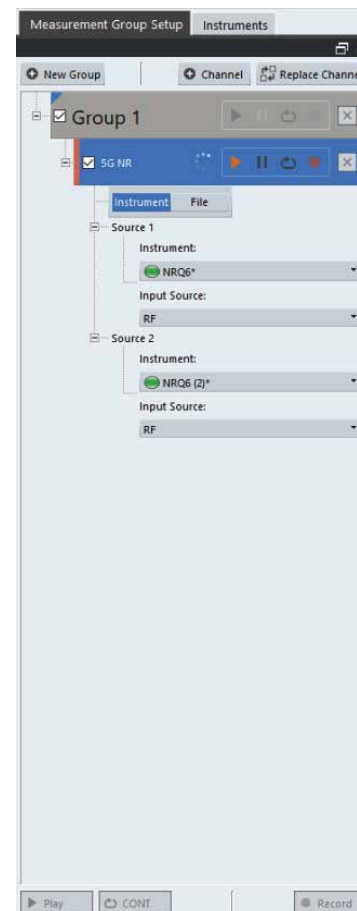 Measurement Group Setup Instruments
New Group Channel Replace Channe
Group 1
5G NR
Instrument File
Source 1
Instrument:
NRQ6*
Input Source:
RF
Source 2
Instrument:
NRQ6 (2)*
Input Source:
RF
Play CONT Record